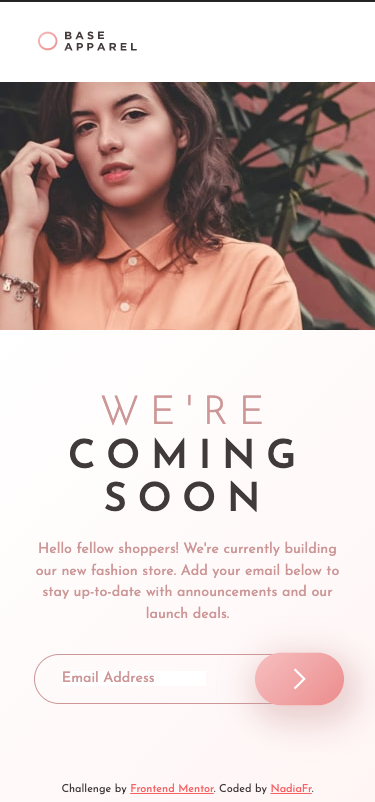 BASE
APPAREL
WE'RE
COMING
SOON
Hello fellow shoppers! We're currently building
our new fashion store. Add your email below to
stay up-to-date with announcements and our
launch deals.
Email Address
Challenge by Frontend Mentor. Coded by NadiaFr.